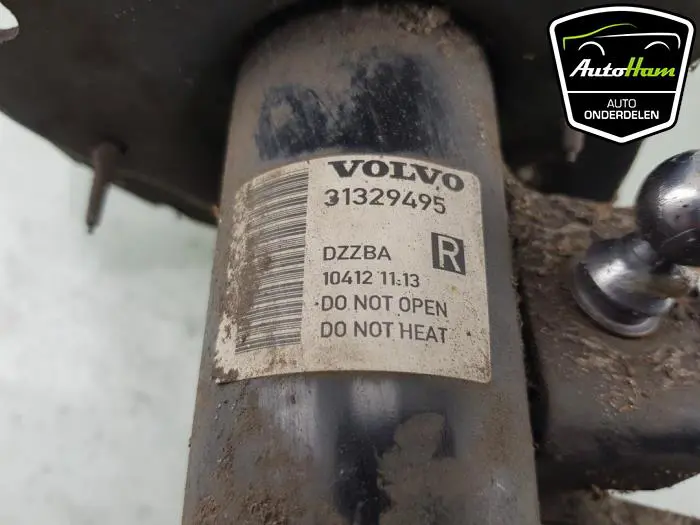 AutoHam
AUTO
ONDERDELEN
VOLVO
31329495
DZZBA R
10412 11:13
DO NOT OPEN
DO NOT HEAT